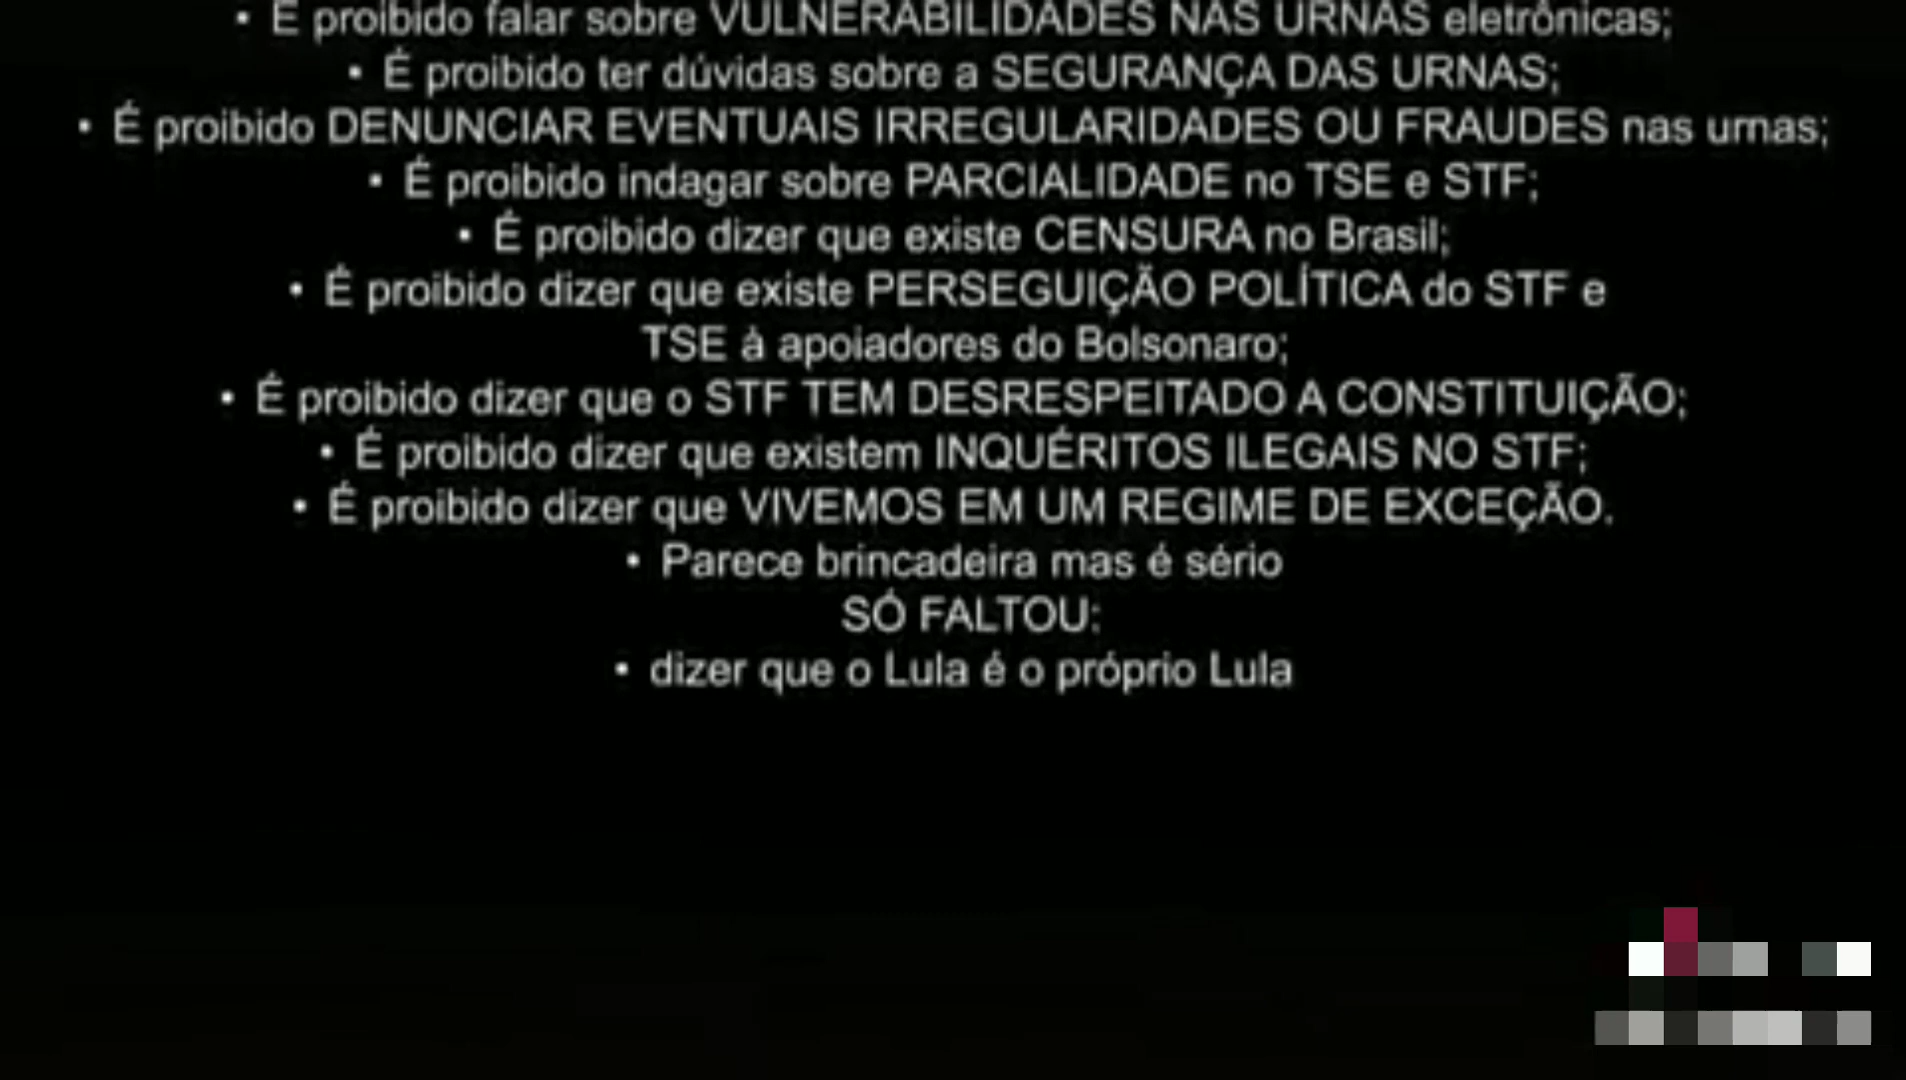 • É proibido falar sobre VULNERABILIDADES NAS URNAS eletrônicas;
• É proibido ter dúvidas sobre a SEGURANÇA DAS URNAS;
• É proibido DENUNCIAR EVENTUAIS IRREGULARIDADES OU FRAUDES nas urnas;
• É proibido indagar sobre PARCIALIDADE no TSE e STF;
• É proibido dizer que existe CENSURA no Brasil;
• É proibido dizer que existe PERSEGUIÇÃO POLÍTICA do STF e
TSE à apoiadores do Bolsonaro;
• É proibido dizer que o STF TEM DESRESPEITADO A CONSTITUIÇÃO;
• É proibido dizer que existem INQUÉRITOS ILEGAIS NO STF;
• É proibido dizer que VIVEMOS EM UM REGIME DE EXCEÇÃO.
• Parece brincadeira mas é sério
SÓ FALTOU:
• dizer que o Lula é o próprio Lula